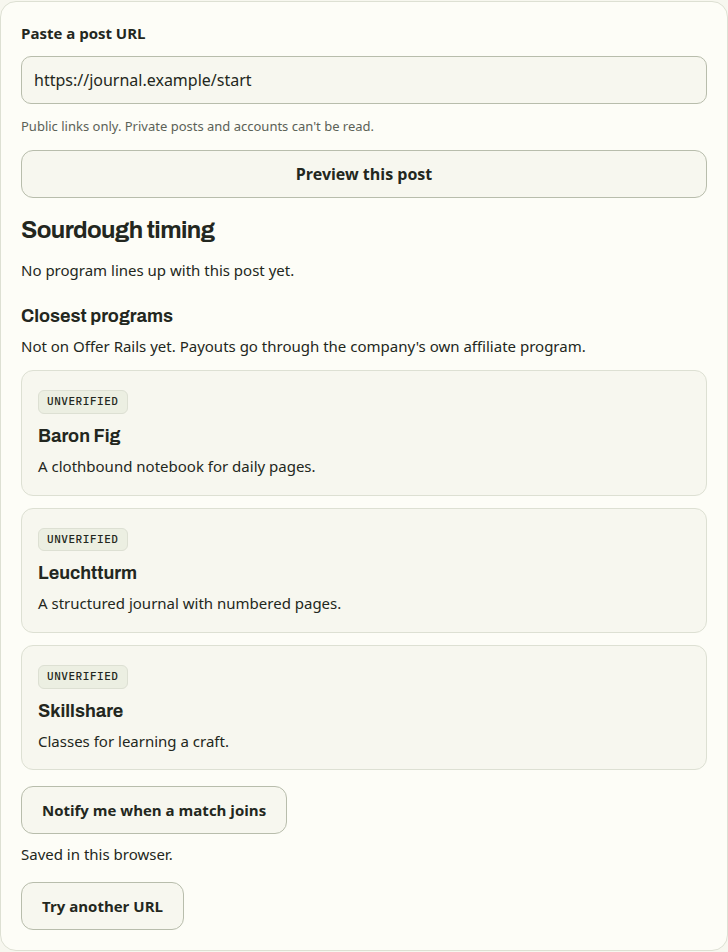 Paste a post URL
https://journal.example/start
Public links only. Private posts and accounts can't be read.
Preview this post
Sourdough timing
No program lines up with this post yet.
Closest programs
Not on Offer Rails yet. Payouts go through the company's own affiliate program.
UNVERIFIED
Baron Fig
A clothbound notebook for daily pages.
UNVERIFIED
Leuchtturm
A structured journal with numbered pages.
UNVERIFIED
Skillshare
Classes for learning a craft.
Notify me when a match joins
Saved in this browser.
Try another URL